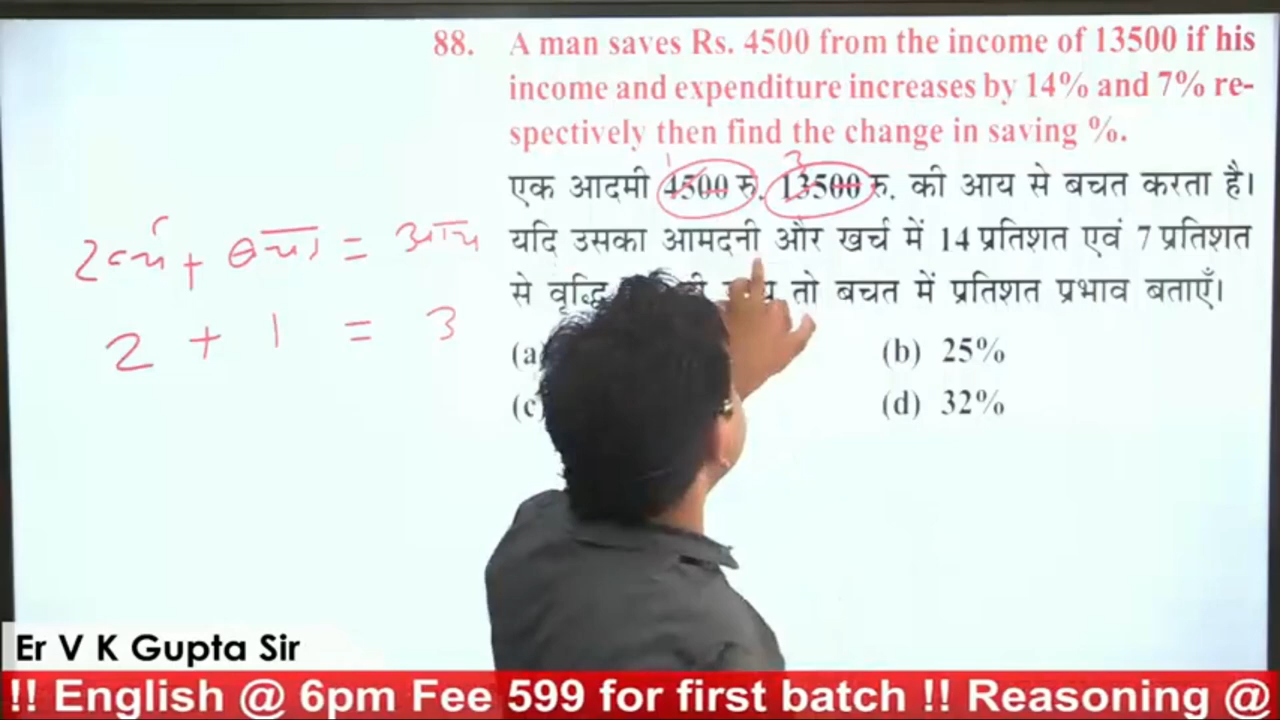 88. A man saves Rs. 4500 from the income of 13500 if his
income and expenditure increases by 14% and 7% re-
spectively then find the change in saving %.
1 3
एक आदमी 4500 रु. 13500 रु. की आय से बचत करता है।
यदि उसका आमदनी और खर्च में 14 प्रतिशत एवं 7 प्रतिशत
से वृद्धि तो बचत में प्रतिशत प्रभाव बताएँ।
(a
(b) 25%
(c
(d) 32%
खर्च + बचत = आय
2 + 1 = 3
Er V K Gupta Sir
!! English @ 6pm Fee 599 for first batch !! Reasoning @